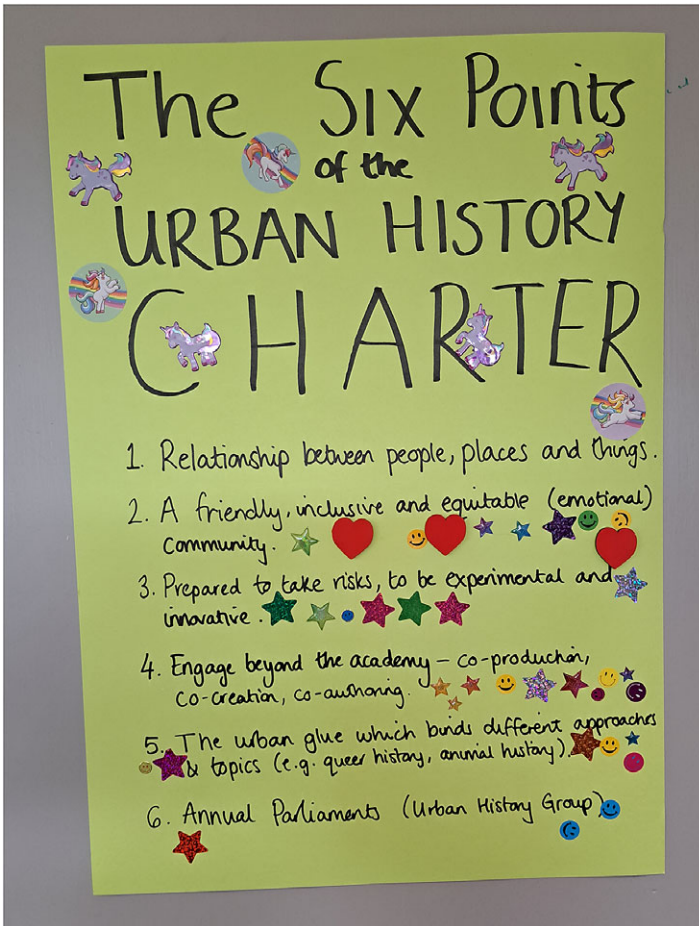 The Six Points
of the
URBAN HISTORY
CHARTER
1. Relationship between people, places and things.
2. A friendly, inclusive and equitable (emotional)
community.
3. Prepared to take risks, to be experimental and
innovative.
4. Engage beyond the academy – co-production,
co-creation, co-authoring.
5. The urban glue which binds different approaches
& topics (e.g. queer history, animal history).
6. Annual Parliaments (Urban History Group)